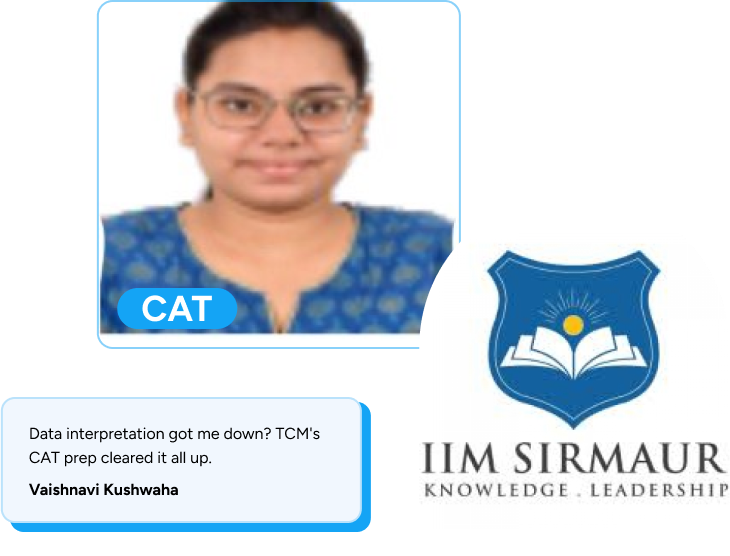 CAT
Data interpretation got me down? TCM's
CAT prep cleared it all up.
Vaishnavi Kushwaha
IIM SIRMAUR
KNOWLEDGE . LEADERSHIP